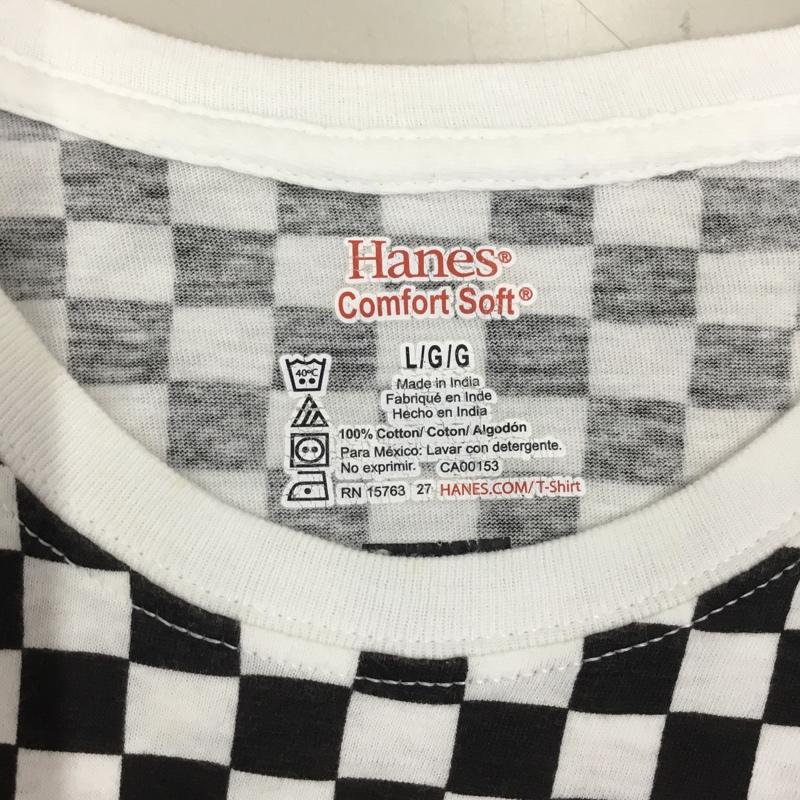 Hanes®
Comfort Soft®
L/G/G
40°C
Made in India
Fabriqué en Inde
Hecho en India
100% Cotton/ Coton/ Algodón
Para México: Lavar con detergente.
No exprimir. CA00153
RN 15763 27 HANES.COM/T-Shirt